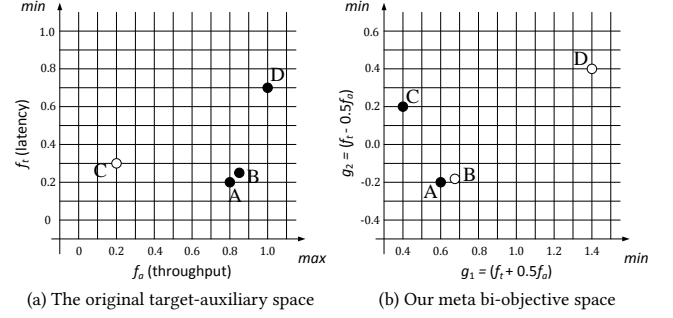 min
1.0
0.8
0.6
0.4
0.2
0
f_t (latency)
D
C
B
A
0
0.2
0.4
0.6
0.8
1.0
max
f_a (throughput)
(a) The original target-auxiliary space
min
0.6
0.4
0.2
0.0
-0.2
-0.4
g_2 = (f_t - 0.5f_a)
D
C
B
A
0.4
0.6
0.8
1.0
1.2
1.4
min
g_1 = (f_t + 0.5f_a)
(b) Our meta bi-objective space